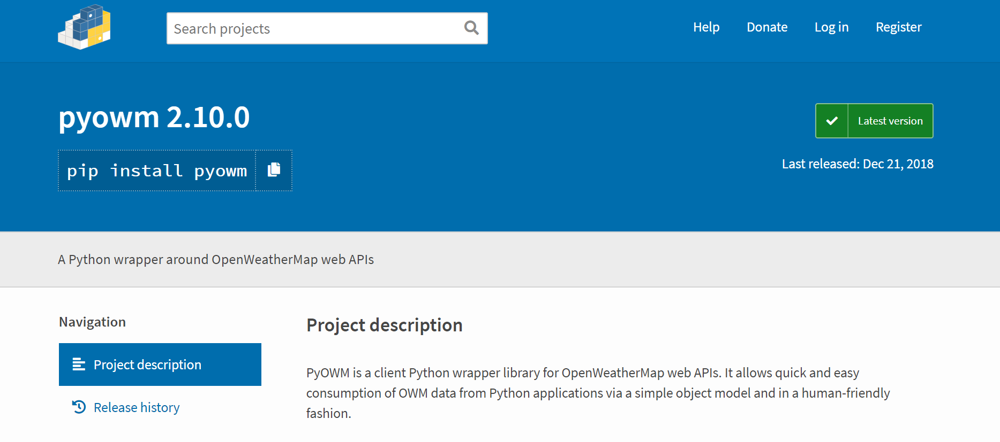 Search projects
Help
Donate
Log in
Register
pyowm 2.10.0
Latest version
pip install pyowm
Last released: Dec 21, 2018
A Python wrapper around OpenWeatherMap web APIs
Navigation
Project description
Release history
Project description
PyOWM is a client Python wrapper library for OpenWeatherMap web APIs. It allows quick and easy
consumption of OWM data from Python applications via a simple object model and in a human-friendly
fashion.